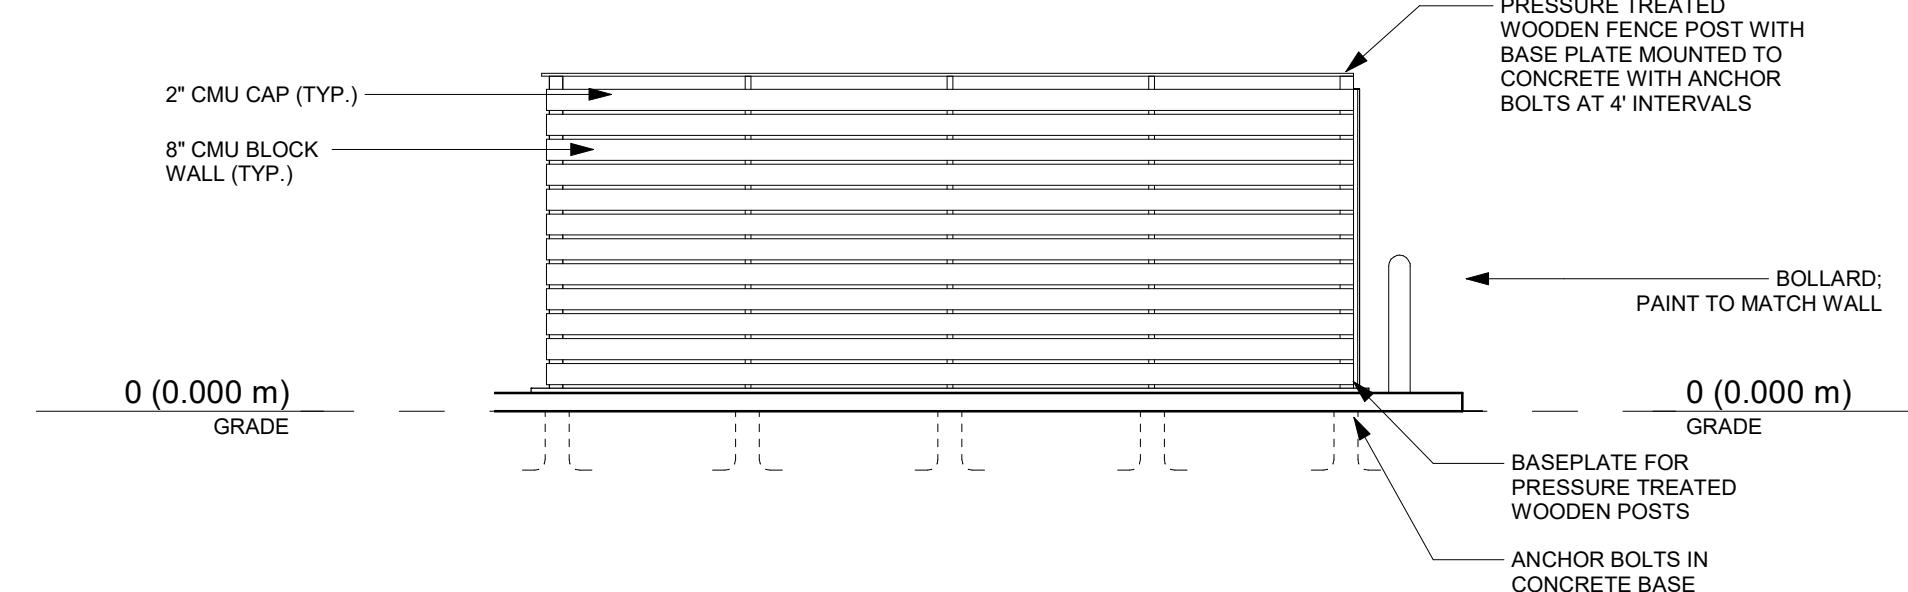 PRESSURE TREATED
WOODEN FENCE POST WITH
BASE PLATE MOUNTED TO
CONCRETE WITH ANCHOR
BOLTS AT 4' INTERVALS
2" CMU CAP (TYP.)
8" CMU BLOCK
WALL (TYP.)
BOLLARD;
PAINT TO MATCH WALL
0 (0.000 m)
GRADE
0 (0.000 m)
GRADE
BASEPLATE FOR
PRESSURE TREATED
WOODEN POSTS
ANCHOR BOLTS IN
CONCRETE BASE